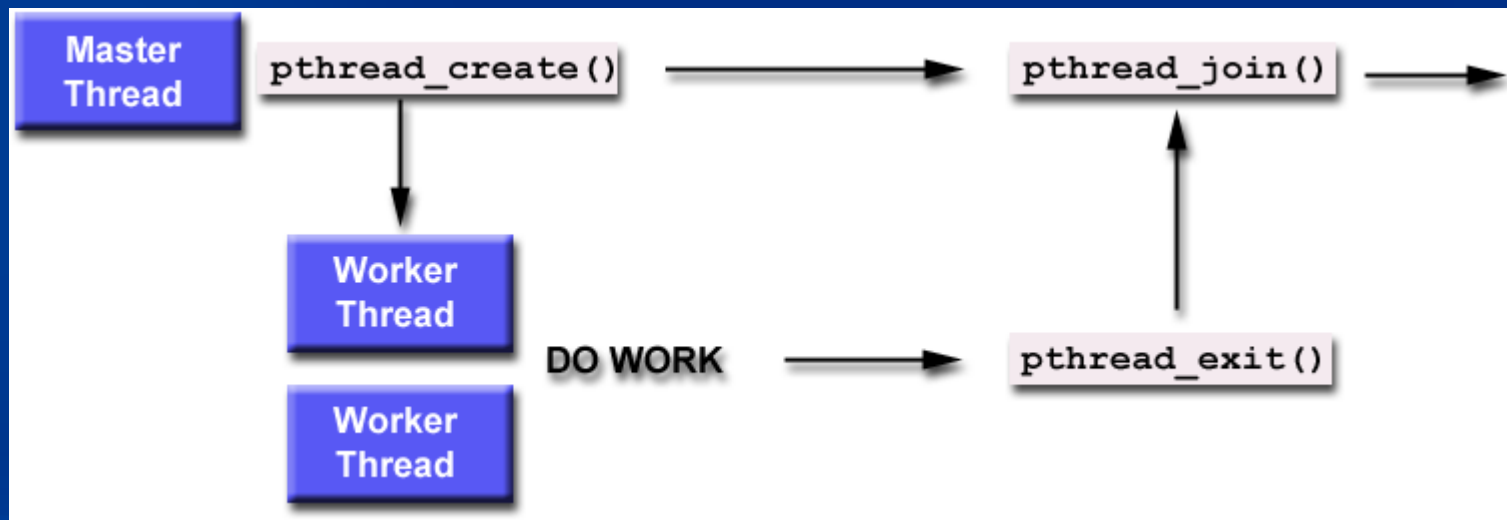 Master
Thread
pthread_create()
pthread_join()
Worker
Thread
DO WORK
pthread_exit()
Worker
Thread